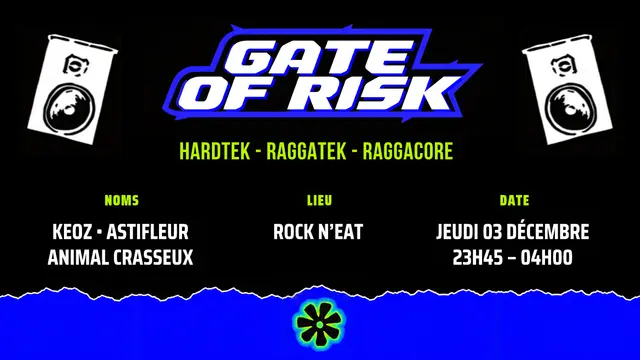 GATE
OF RISK
HARDTEK - RAGGATEK - RAGGACORE
NOMS
KEOZ • ASTIFLEUR
ANIMAL CRASSEUX
LIEU
ROCK N’EAT
DATE
JEUDI 03 DÉCEMBRE
23H45 – 04H00